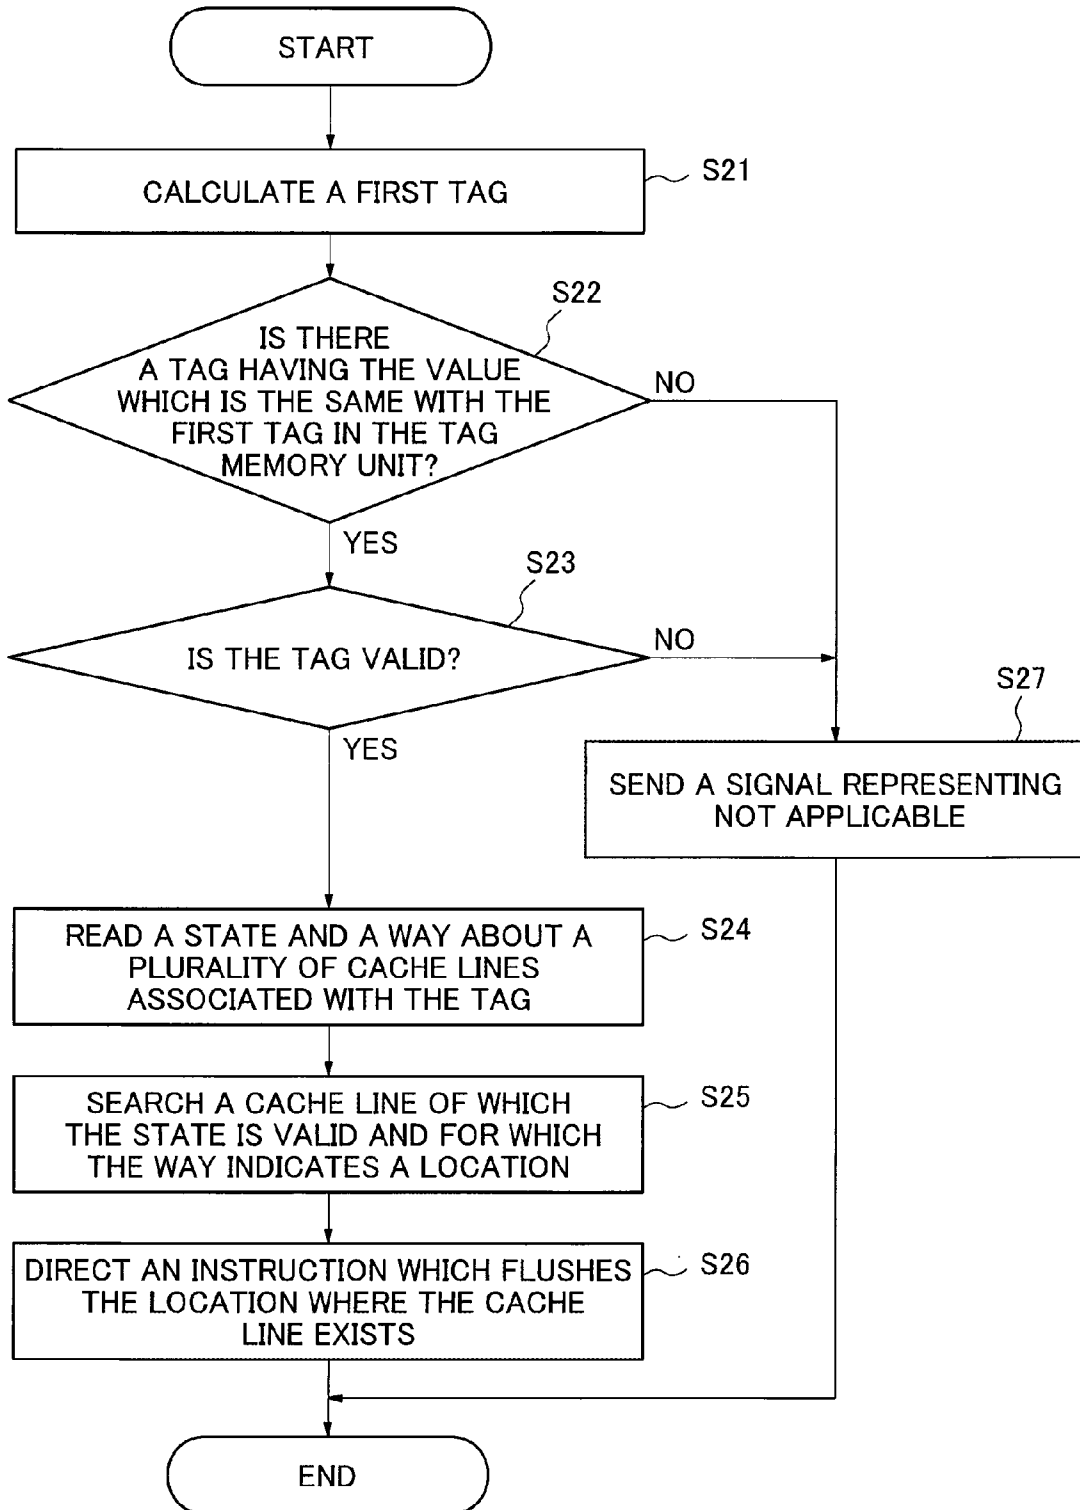 START
CALCULATE A FIRST TAG
S21
S22
IS THERE
A TAG HAVING THE VALUE
WHICH IS THE SAME WITH THE
FIRST TAG IN THE TAG
MEMORY UNIT?
NO
YES
S23
IS THE TAG VALID?
NO
YES
S27
SEND A SIGNAL REPRESENTING
NOT APPLICABLE
READ A STATE AND A WAY ABOUT A
PLURALITY OF CACHE LINES
ASSOCIATED WITH THE TAG
S24
SEARCH A CACHE LINE OF WHICH
THE STATE IS VALID AND FOR WHICH
THE WAY INDICATES A LOCATION
S25
DIRECT AN INSTRUCTION WHICH FLUSHES
THE LOCATION WHERE THE CACHE
LINE EXISTS
S26
END